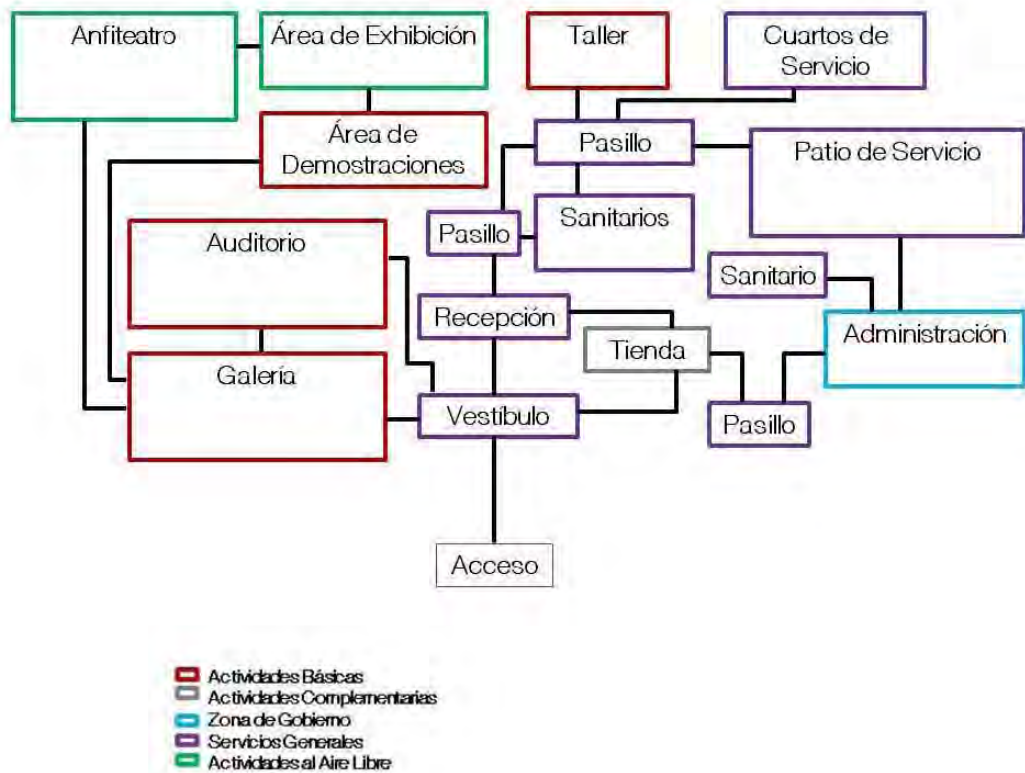 Anfiteatro
Área de Exhibición
Taller
Cuartos de
Servicio
Área de
Demostraciones
Pasillo
Patio de Servicio
Auditorio
Pasillo
Sanitarios
Sanitario
Recepción
Tienda
Administración
Galería
Vestíbulo
Pasillo
Acceso
Actividades Básicas
Actividades Complementarias
Zona de Gobierno
Servicios Generales
Actividades al Aire Libre